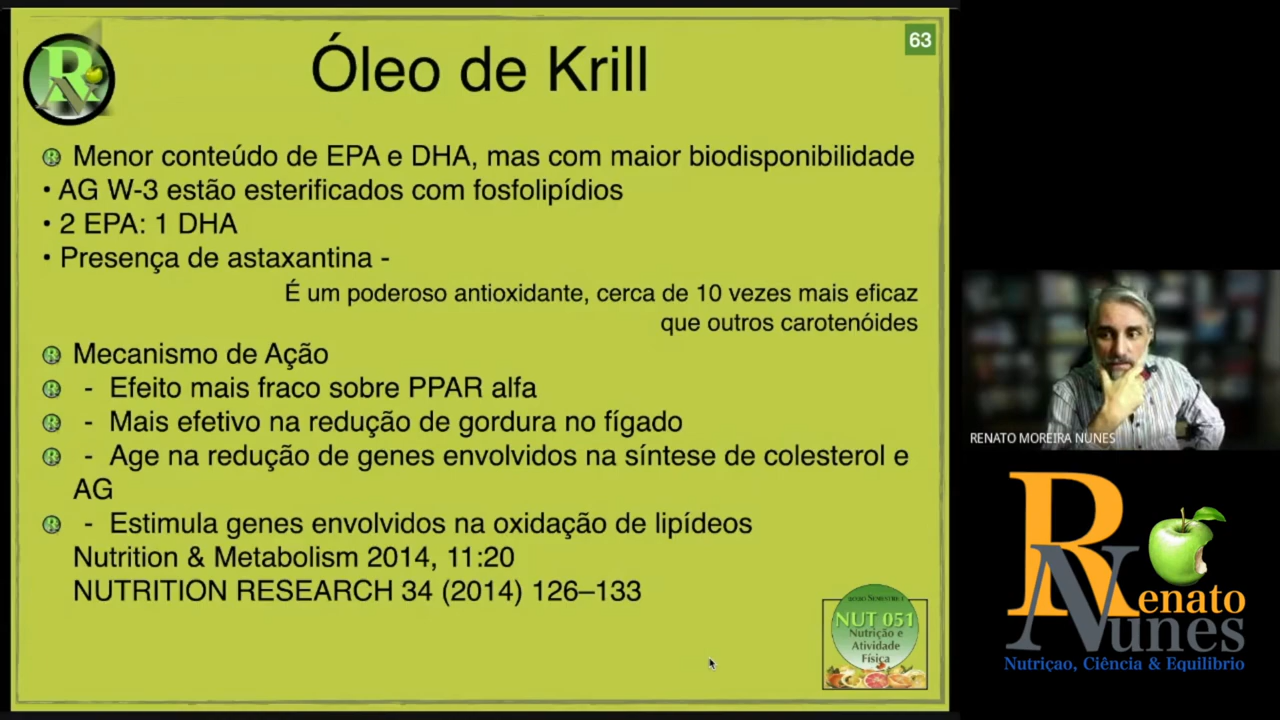 63
Óleo de Krill
Menor conteúdo de EPA e DHA, mas com maior biodisponibilidade
• AG W-3 estão esterificados com fosfolipídios
• 2 EPA: 1 DHA
• Presença de astaxantina -
É um poderoso antioxidante, cerca de 10 vezes mais eficaz
que outros carotenóides
Mecanismo de Ação
- Efeito mais fraco sobre PPAR alfa
- Mais efetivo na redução de gordura no fígado
- Age na redução de genes envolvidos na síntese de colesterol e
AG
- Estimula genes envolvidos na oxidação de lipídeos
Nutrition & Metabolism 2014, 11:20
NUTRITION RESEARCH 34 (2014) 126–133
NUT 051
Nutrição e
Atividade
Física
RENATO MOREIRA NUNES
Renato
Nunes
Nutriçao, Ciência & Equilibrio